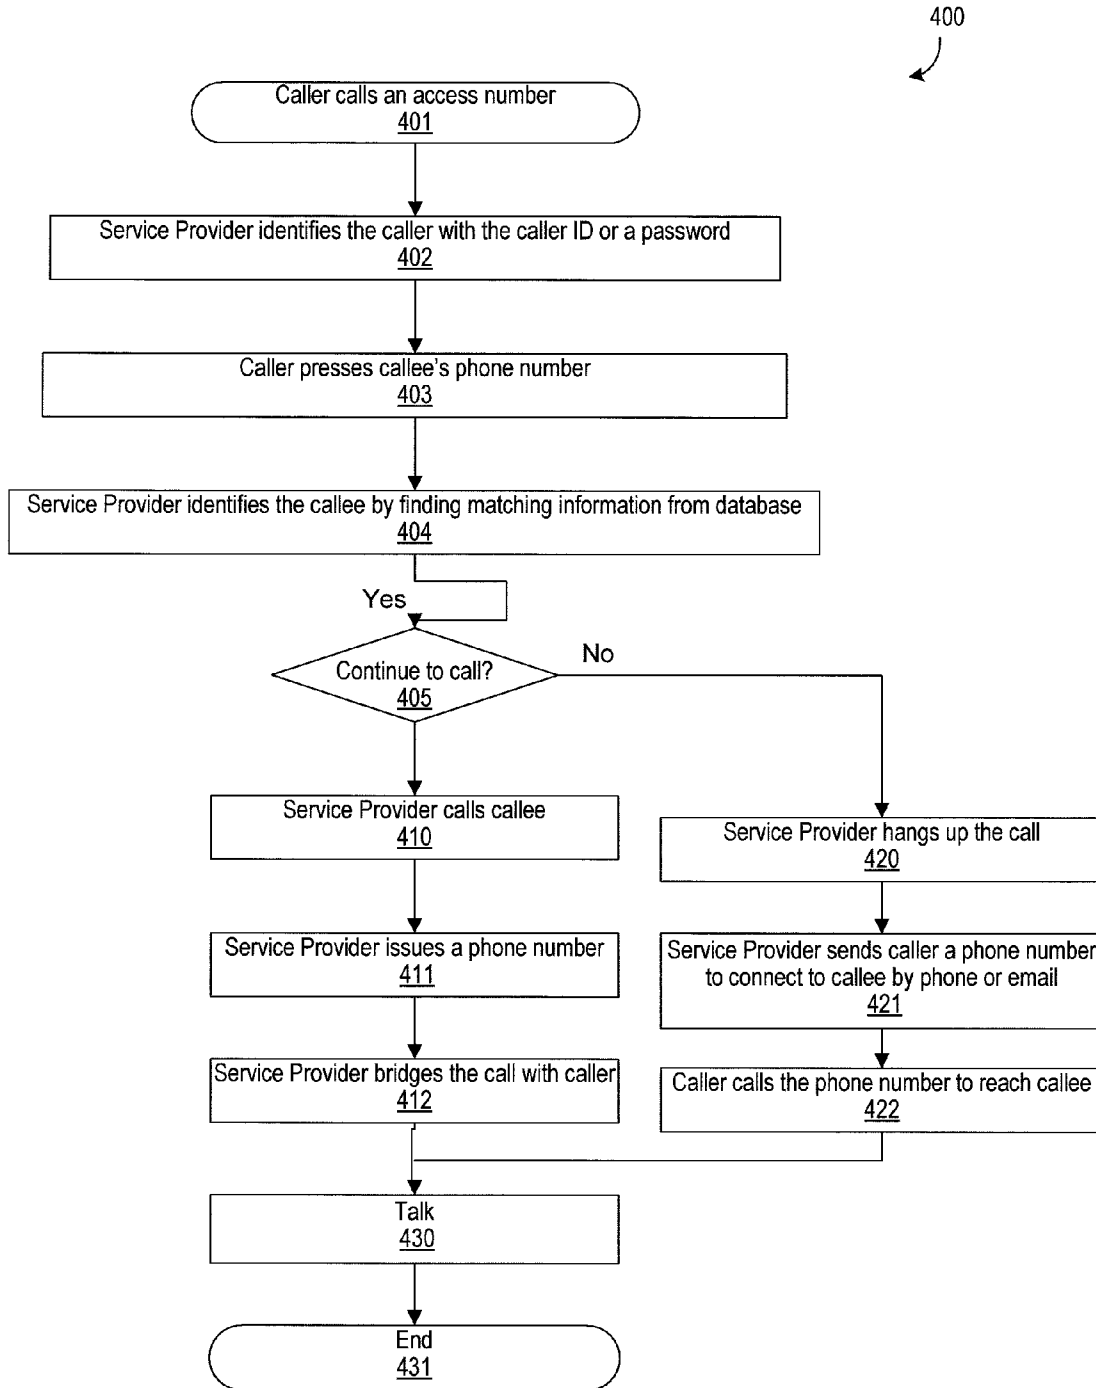 400
Caller calls an access number
401
Service Provider identifies the caller with the caller ID or a password
402
Caller presses callee's phone number
403
Service Provider identifies the callee by finding matching information from database
404
Yes
Continue to call?
405
No
Service Provider calls callee
410
Service Provider hangs up the call
420
Service Provider issues a phone number
411
Service Provider sends caller a phone number
to connect to callee by phone or email
421
Service Provider bridges the call with caller
412
Caller calls the phone number to reach callee
422
Talk
430
End
431